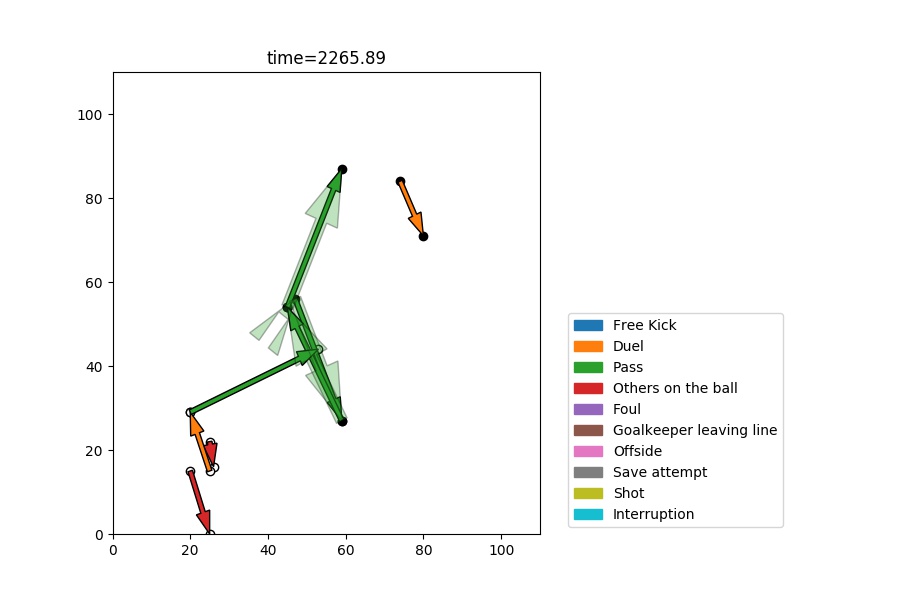 time=2265.89
100
80
60
40
20
0
0 20 40 60 80 100
Free Kick
Duel
Pass
Others on the ball
Foul
Goalkeeper leaving line
Offside
Save attempt
Shot
Interruption